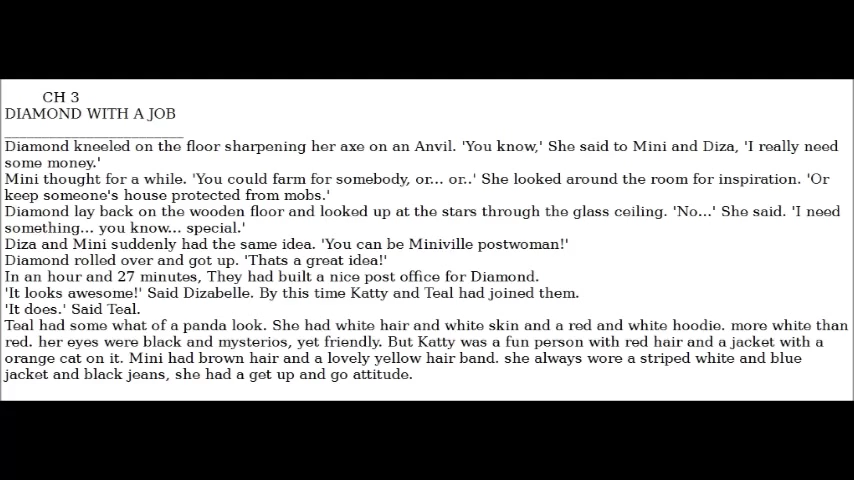 CH 3
DIAMOND WITH A JOB
________________________
Diamond kneeled on the floor sharpening her axe on an Anvil. 'You know,' She said to Mini and Diza, 'I really need
some money.'
Mini thought for a while. 'You could farm for somebody, or... or..' She looked around the room for inspiration. 'Or
keep someone's house protected from mobs.'
Diamond lay back on the wooden floor and looked up at the stars through the glass ceiling. 'No...' She said. 'I need
something... you know... special.'
Diza and Mini suddenly had the same idea. 'You can be Miniville postwoman!'
Diamond rolled over and got up. 'Thats a great idea!'
In an hour and 27 minutes, They had built a nice post office for Diamond.
'It looks awesome!' Said Dizabelle. By this time Katty and Teal had joined them.
'It does.' Said Teal.
Teal had some what of a panda look. She had white hair and white skin and a red and white hoodie. more white than
red. her eyes were black and mysterios, yet friendly. But Katty was a fun person with red hair and a jacket with a
orange cat on it. Mini had brown hair and a lovely yellow hair band. she always wore a striped white and blue
jacket and black jeans, she had a get up and go attitude.